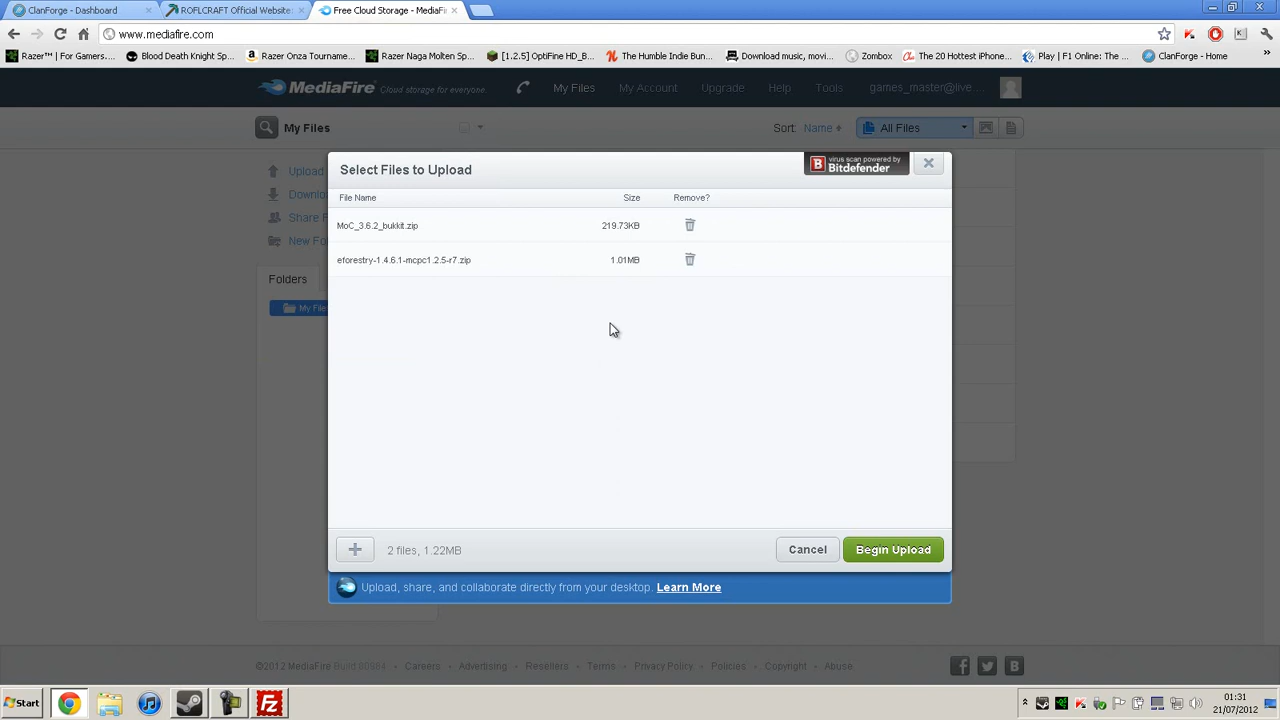 ClanForge - Dashboard
ROFLCRAFT Official Website
Free Cloud Storage - MediaFi
www.mediafire.com
Razer™ | For Gamers....
Blood Death Knight Sp...
Razer Onza Tourname...
Razer Naga Molten Sp...
[1.2.5] OptiFine HD_B...
The Humble Indie Bun...
Download music, movi...
Zombox
The 20 Hottest iPhone...
Play | F1 Online: The ...
ClanForge - Home
MediaFire Cloud storage for everyone.
My Files
My Account
Upgrade
Help
Tools
games_master@live....
My Files
Sort: Name
All Files
Upload
Downlo
Share F
New Fo
Folders
My File
Select Files to Upload
virus scan powered by
Bitdefender
File Name
Size
Remove?
MoC_3.6.2_bukkit.zip
219.73KB
eforestry-1.4.6.1-mcpc1.2.5-r7.zip
1.01MB
2 files, 1.22MB
Cancel
Begin Upload
Upload, share, and collaborate directly from your desktop. Learn More
©2012 MediaFire
Careers
Advertising
Resellers
Terms
Privacy Policy
Policies
Copyright
Abuse
Start
01:31
21/07/2012